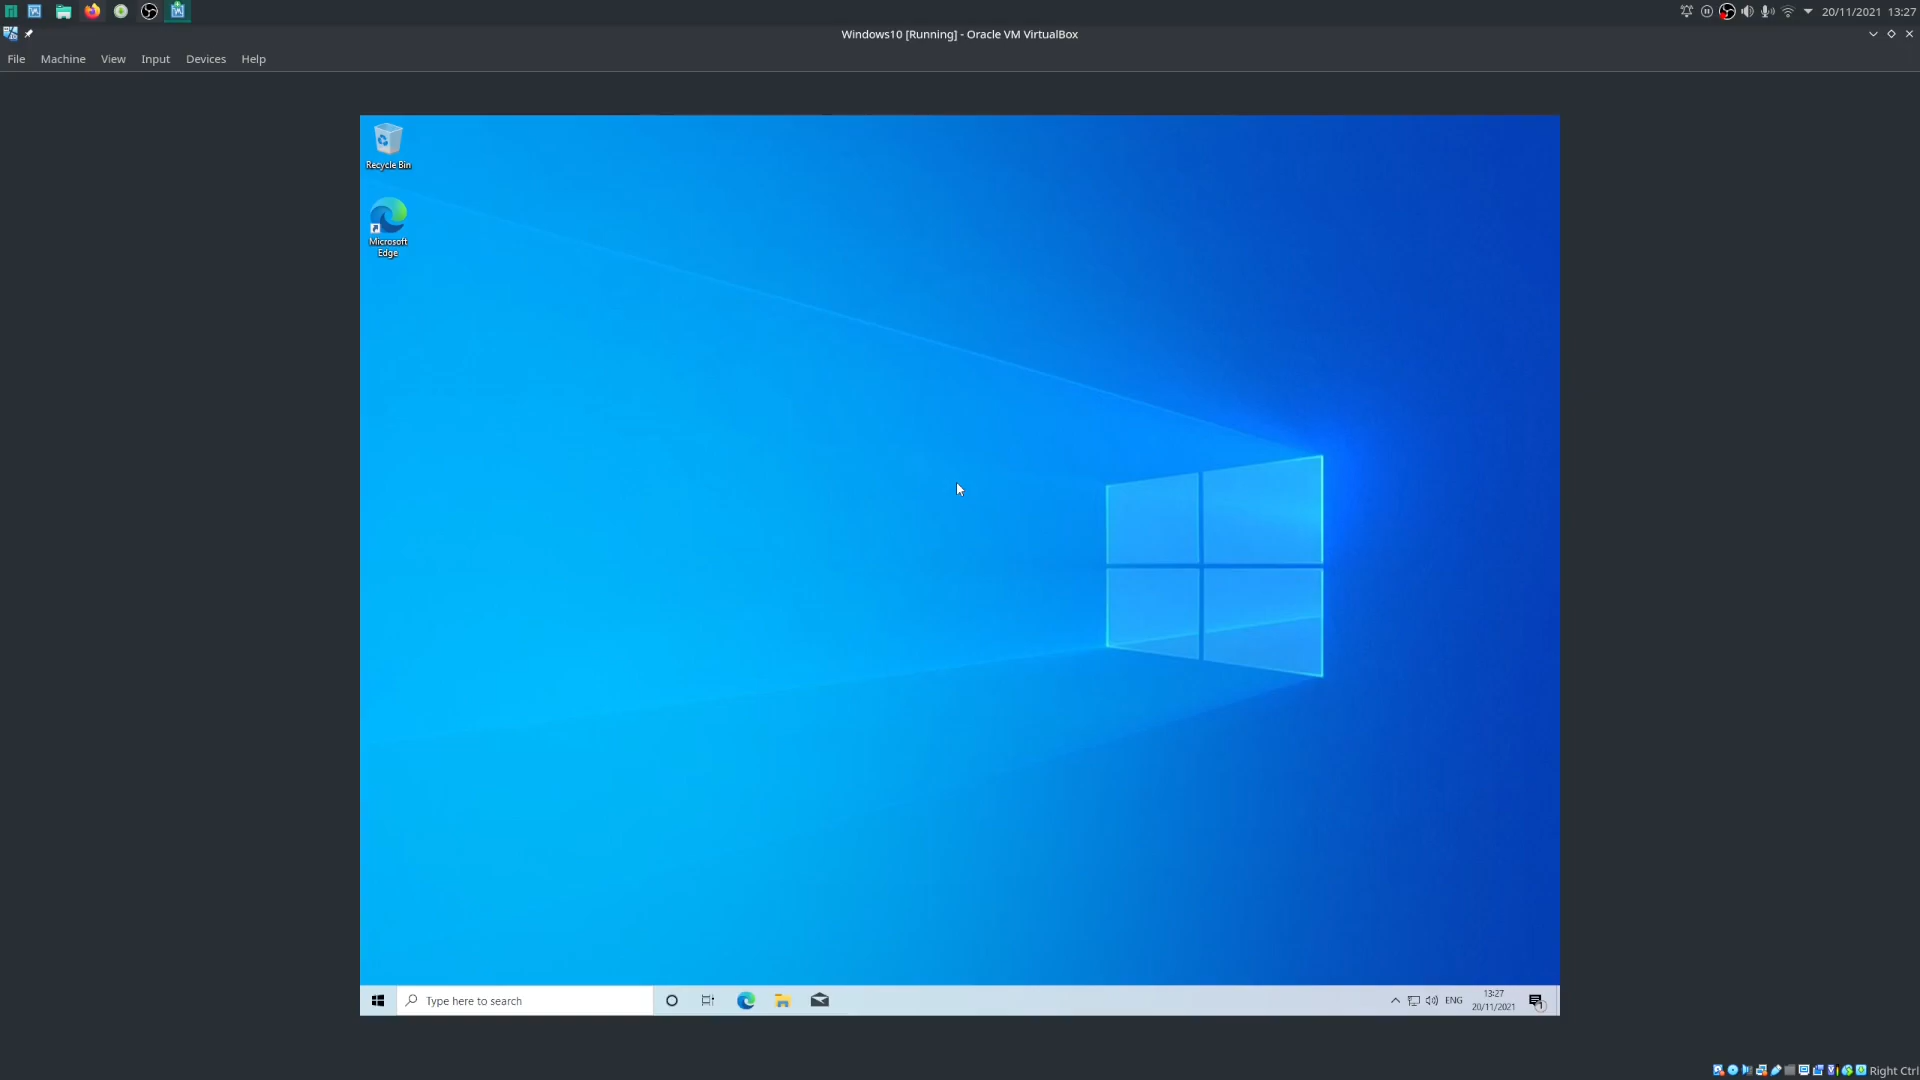 20/11/2021 13:27
Windows10 [Running] - Oracle VM VirtualBox
File Machine View Input Devices Help
Recycle Bin
Microsoft
Edge
Type here to search
ENG
13:27
20/11/2021
1
Right Ctrl